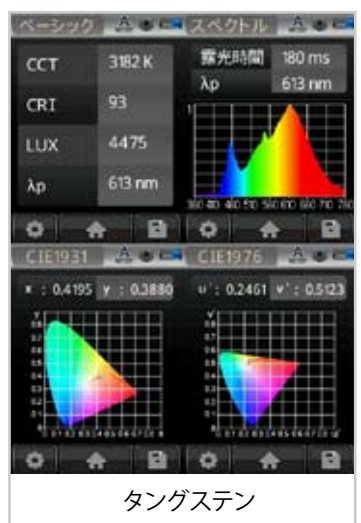 ベーシック
CCT 3182 K
CRI 93
LUX 4475
λp 613 nm
スペクトル
露光時間 180 ms
λp 613 nm
CIE1931
x : 0.4195 y : 0.3880
CIE1976
u' : 0.2461 v' : 0.5123
タングステン